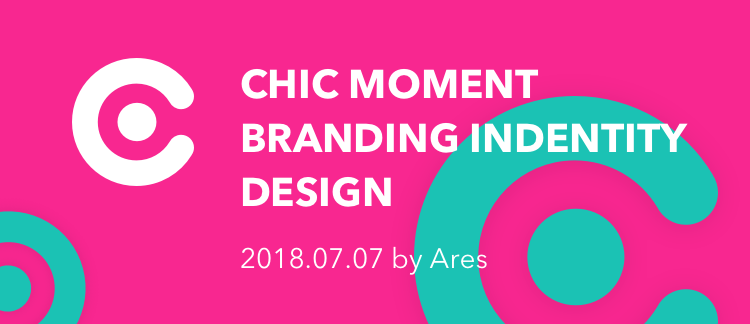 CHIC MOMENT
BRANDING INDENTITY
DESIGN
2018.07.07 by Ares